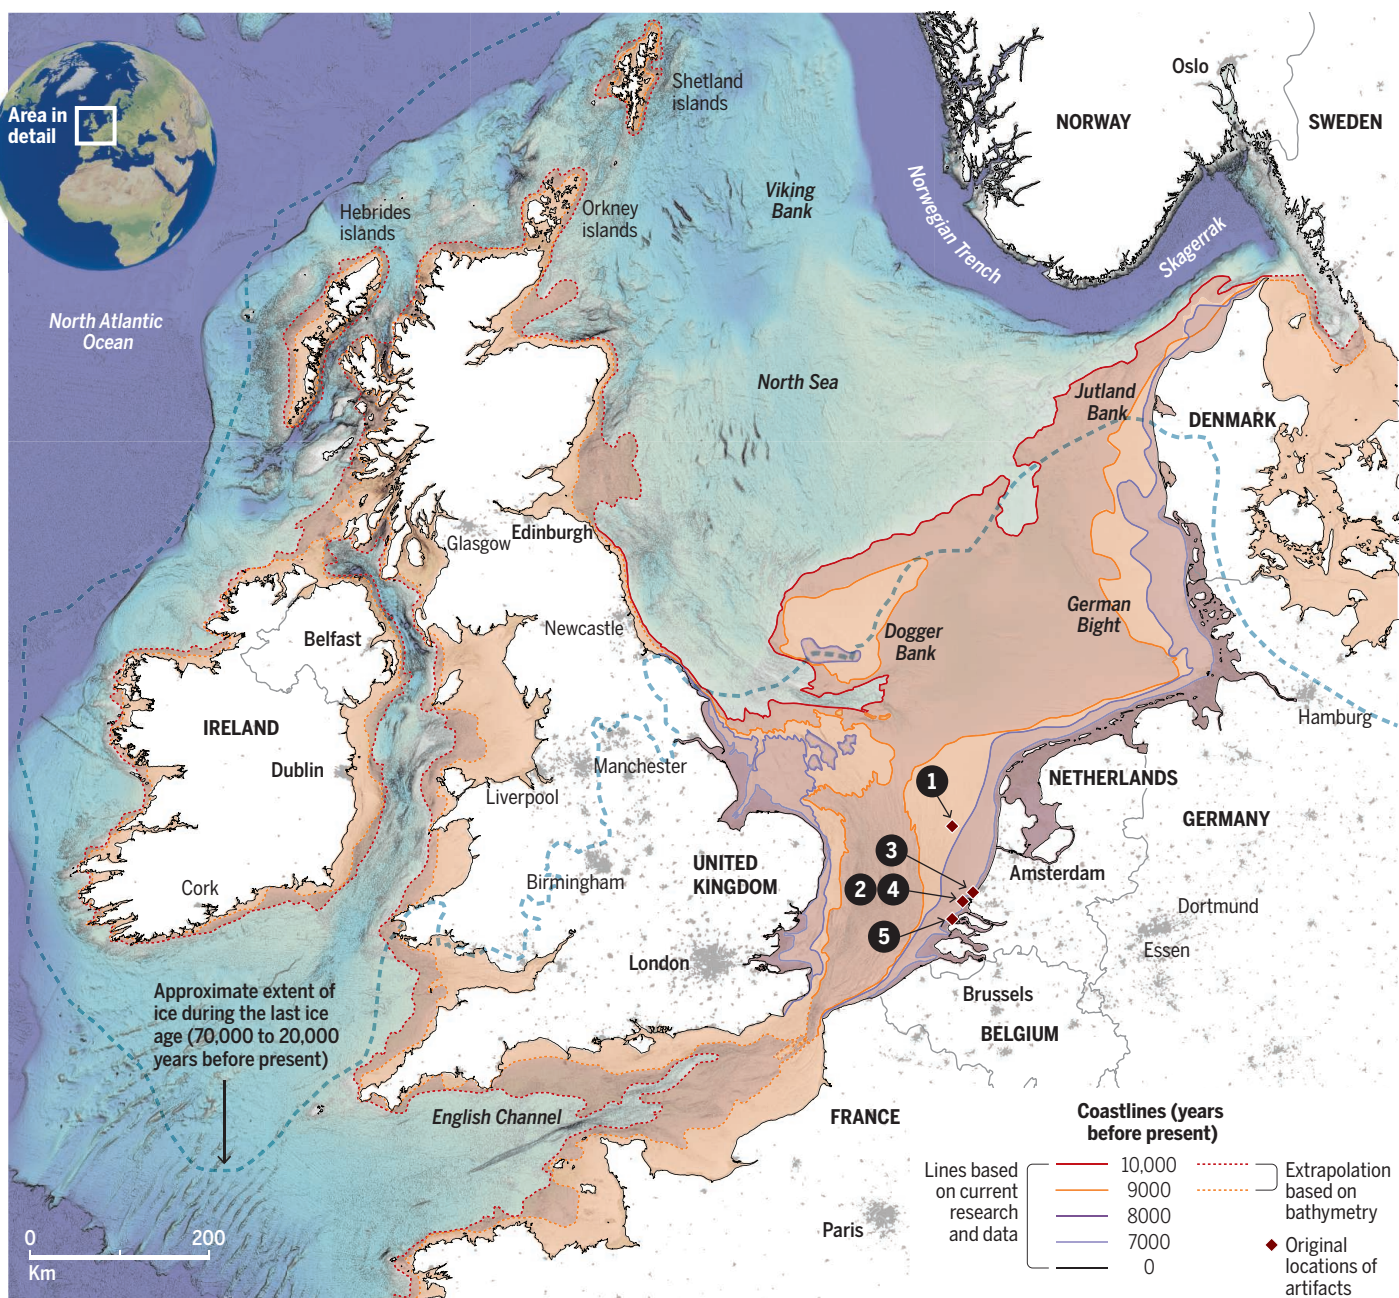 Area in
detail
Shetland
islands
Oslo
NORWAY
SWEDEN
Viking
Bank
Norwegian Trench
Skagerrak
Hebrides
islands
Orkney
islands
North Atlantic
Ocean
North Sea
Jutland
Bank
DENMARK
Glasgow
Edinburgh
Newcastle
Belfast
German
Bight
Dogger
Bank
Hamburg
IRELAND
Dublin
Manchester
Liverpool
NETHERLANDS
1
GERMANY
3
UNITED
KINGDOM
Birmingham
2
4
Amsterdam
Cork
Dortmund
5
Essen
London
Approximate extent of
ice during the last ice
age (70,000 to 20,000
years before present)
Brussels
BELGIUM
English Channel
FRANCE
Paris
0
200
Km
Coastlines (years
before present)
Lines based
on current
research
and data
10,000
9000
8000
7000
0
Extrapolation
based on
bathymetry
Original
locations of
artifacts